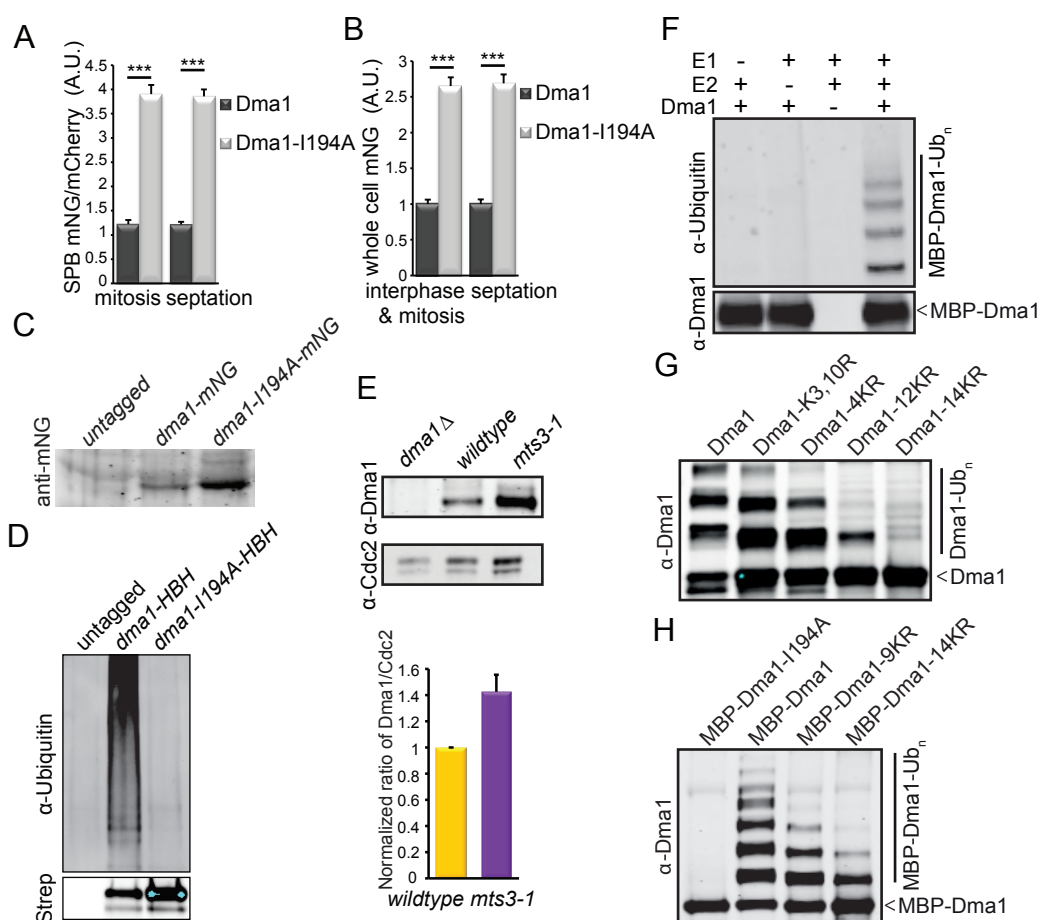 A
SPB mNG/mCherry (A.U.)
4.5
4
3.5
3
2.5
2
1.5
1
0.5
0
***
***
Dma1
Dma1-I194A
mitosis septation
B
whole cell mNG (A.U.)
3
2.5
2
1.5
1
0.5
0
***
***
Dma1
Dma1-I194A
interphase septation
& mitosis
C
untagged
dma1-mNG
dma1-I194A-mNG
anti-mNG
D
untagged
dma1-HBH
dma1-I194A-HBH
α-Ubiquitin
Strep
E
dma1Δ
wildtype
mts3-1
α-Dma1
α-Cdc2
Normalized ratio of Dma1/Cdc2
1.6
1.4
1.2
1
0.8
0.6
0.4
0.2
0
wildtype mts3-1
F
E1 - + + +
E2 + - + +
Dma1 + + - +
α-Ubiquitin
MBP-Dma1-Ubn
α-Dma1
<MBP-Dma1
G
Dma1
Dma1-K3,10R
Dma1-4KR
Dma1-12KR
Dma1-14KR
α-Dma1
Dma1-Ubn
<Dma1
H
MBP-Dma1-I194A
MBP-Dma1
MBP-Dma1-9KR
MBP-Dma1-14KR
α-Dma1
MBP-Dma1-Ubn
<MBP-Dma1